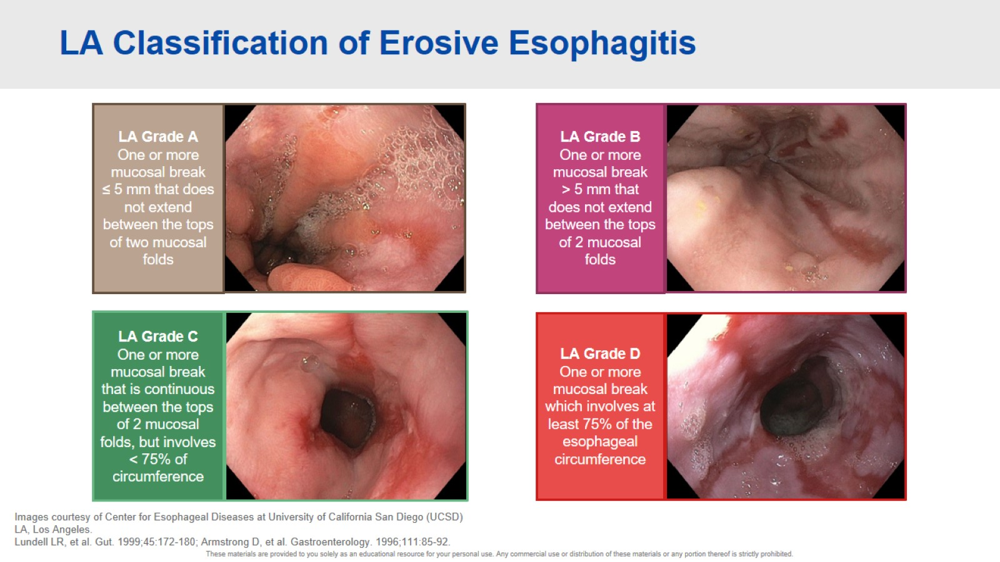 LA Classification of Erosive Esophagitis
LA Grade A
One or more
mucosal break
≤ 5 mm that does
not extend
between the tops
of two mucosal
folds
LA Grade B
One or more
mucosal break
> 5 mm that
does not extend
between the tops
of 2 mucosal
folds
LA Grade C
One or more
mucosal break
that is continuous
between the tops
of 2 mucosal
folds, but involves
< 75% of
circumference
LA Grade D
One or more
mucosal break
which involves at
least 75% of the
esophageal
circumference
Images courtesy of Center for Esophageal Diseases at University of California San Diego (UCSD)
LA, Los Angeles.
Lundell LR, et al. Gut. 1999;45:172-180; Armstrong D, et al. Gastroenterology. 1996;111:85-92.
These materials are provided to you solely as an educational resource for your personal use. Any commercial use or distribution of these materials or any portion thereof is strictly prohibited.